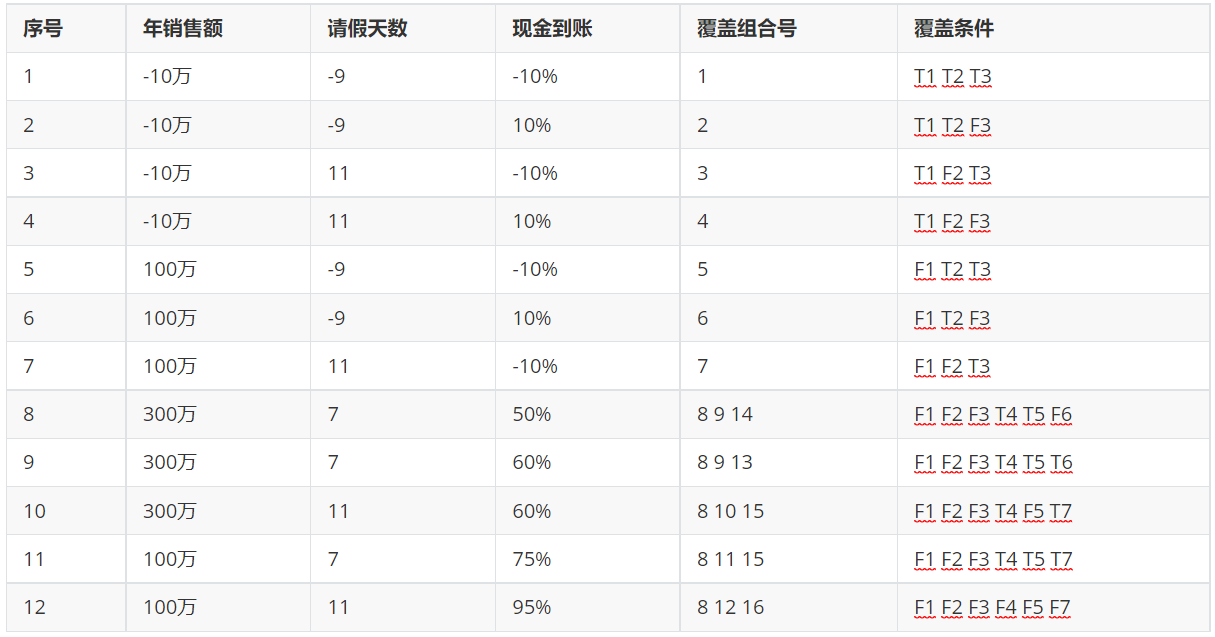 序号 年销售额 请假天数 现金到账 覆盖组合号 覆盖条件
1 -10万 -9 -10% 1 T1 T2 T3
2 -10万 -9 10% 2 T1 T2 F3
3 -10万 11 -10% 3 T1 F2 T3
4 -10万 11 10% 4 T1 F2 F3
5 100万 -9 -10% 5 F1 T2 T3
6 100万 -9 10% 6 F1 T2 F3
7 100万 11 -10% 7 F1 F2 T3
8 300万 7 50% 8 9 14 F1 F2 F3 T4 T5 F6
9 300万 7 60% 8 9 13 F1 F2 F3 T4 T5 T6
10 300万 11 60% 8 10 15 F1 F2 F3 T4 F5 T7
11 100万 7 75% 8 11 15 F1 F2 F3 T4 T5 T7
12 100万 11 95% 8 12 16 F1 F2 F3 F4 F5 F7